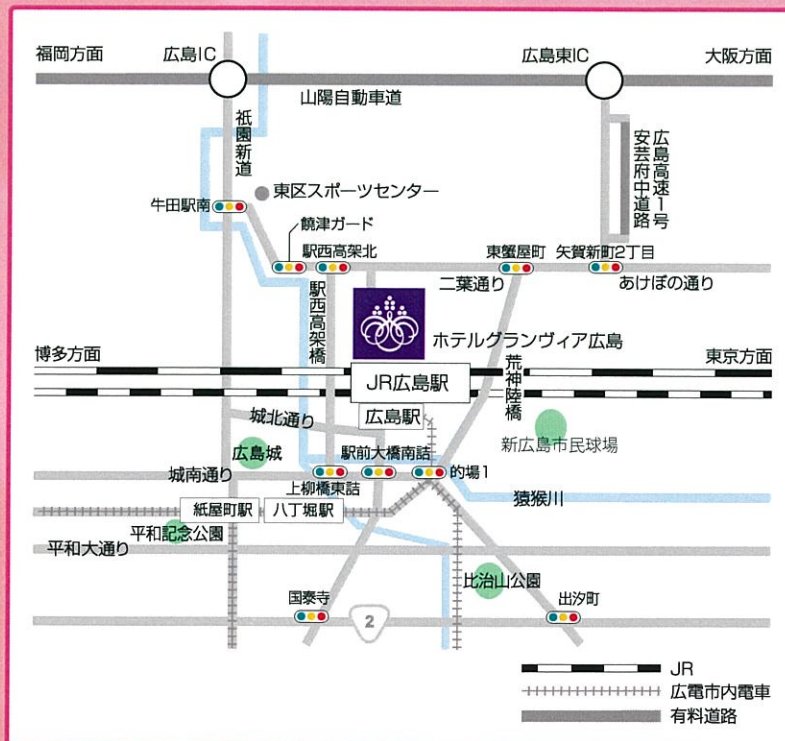 福岡方面
広島IC
広島東IC
大阪方面
山陽自動車道
祇園新道
広島高速1号
安芸府中道路
東区スポーツセンター
牛田駅南
饒津ガード
駅西高架北
東蟹屋町
矢賀新町2丁目
二葉通り
あけぼの通り
駅西高架橋
ホテルグランヴィア広島
博多方面
東京方面
JR広島駅
荒神陸橋
広島駅
城北通り
新広島市民球場
広島城
駅前大橋南詰
城南通り
的場1
上柳橋東詰
猿猴川
紙屋町駅
八丁堀駅
平和記念公園
平和大通り
比治山公園
国泰寺
出汐町
2
JR
広電市内電車
有料道路